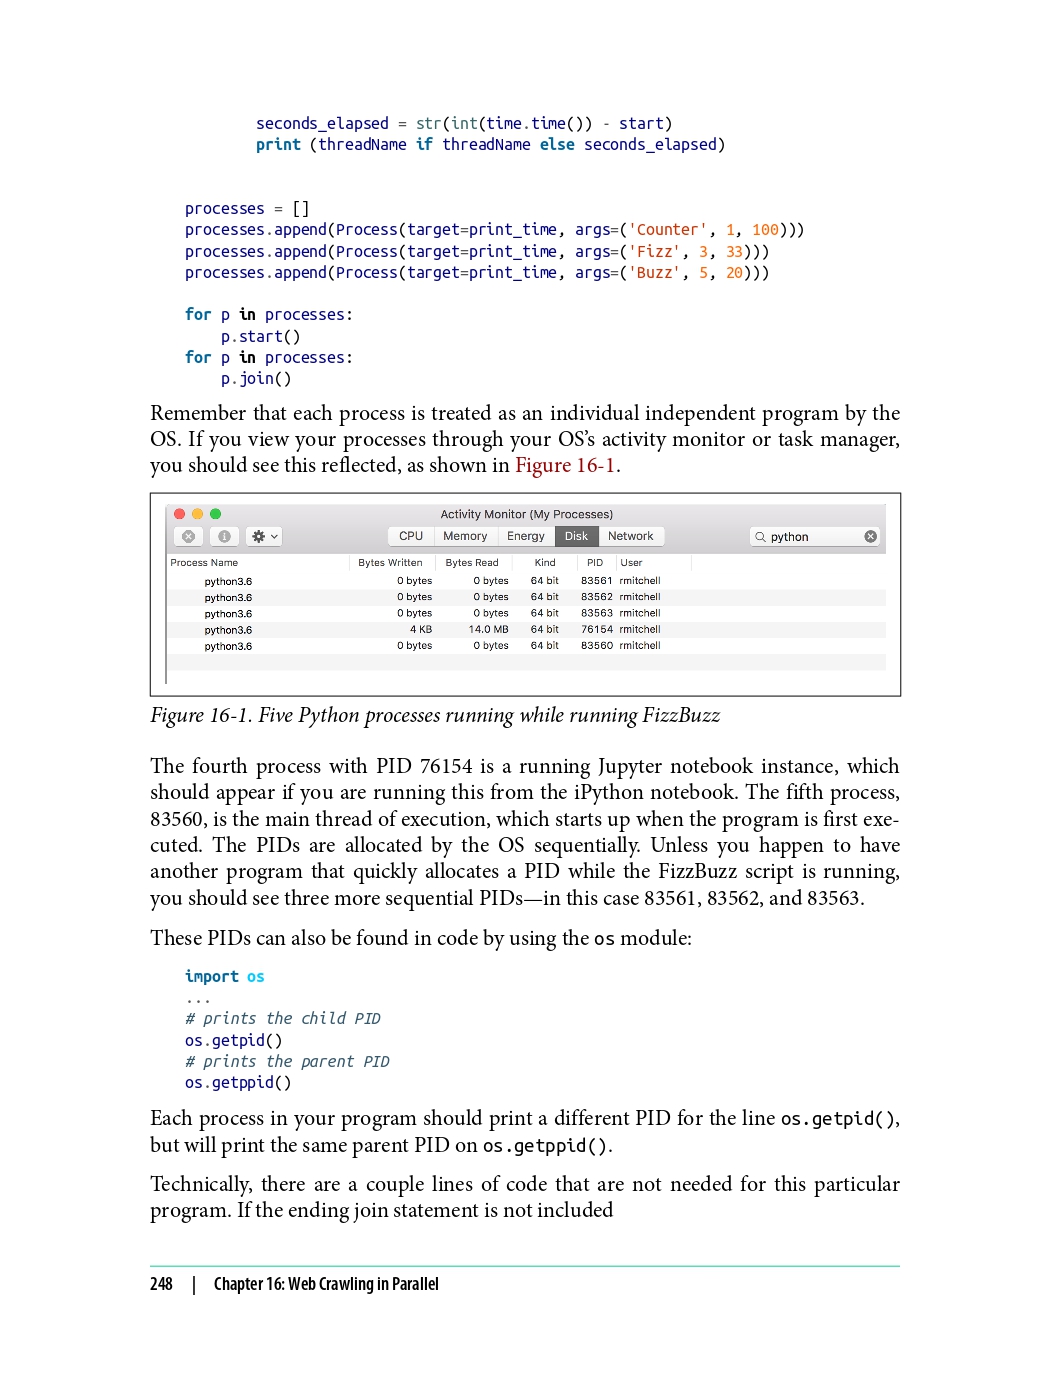 seconds_elapsed = str(int(time.time()) - start)
        print (threadName if threadName else seconds_elapsed)
processes = []
processes.append(Process(target=print_time, args=('Counter', 1, 100)))
processes.append(Process(target=print_time, args=('Fizz', 3, 33)))
processes.append(Process(target=print_time, args=('Buzz', 5, 20)))
for p in processes:
    p.start()
for p in processes:
    p.join()
Remember that each process is treated as an individual independent program by the
OS. If you view your processes through your OS’s activity monitor or task manager,
you should see this reflected, as shown in Figure 16-1.
Activity Monitor (My Processes)
CPU Memory Energy Disk Network python
Process Name Bytes Written Bytes Read Kind PID User
python3.6 0 bytes 0 bytes 64 bit 83561 rmitchell
python3.6 0 bytes 0 bytes 64 bit 83562 rmitchell
python3.6 0 bytes 0 bytes 64 bit 83563 rmitchell
python3.6 4 KB 14.0 MB 64 bit 76154 rmitchell
python3.6 0 bytes 0 bytes 64 bit 83560 rmitchell
Figure 16-1. Five Python processes running while running FizzBuzz
The fourth process with PID 76154 is a running Jupyter notebook instance, which
should appear if you are running this from the iPython notebook. The fifth process,
83560, is the main thread of execution, which starts up when the program is first exe-
cuted. The PIDs are allocated by the OS sequentially. Unless you happen to have
another program that quickly allocates a PID while the FizzBuzz script is running,
you should see three more sequential PIDs—in this case 83561, 83562, and 83563.
These PIDs can also be found in code by using the os module:
import os
...
# prints the child PID
os.getpid()
# prints the parent PID
os.getppid()
Each process in your program should print a different PID for the line os.getpid(),
but will print the same parent PID on os.getppid().
Technically, there are a couple lines of code that are not needed for this particular
program. If the ending join statement is not included
248 | Chapter 16: Web Crawling in Parallel